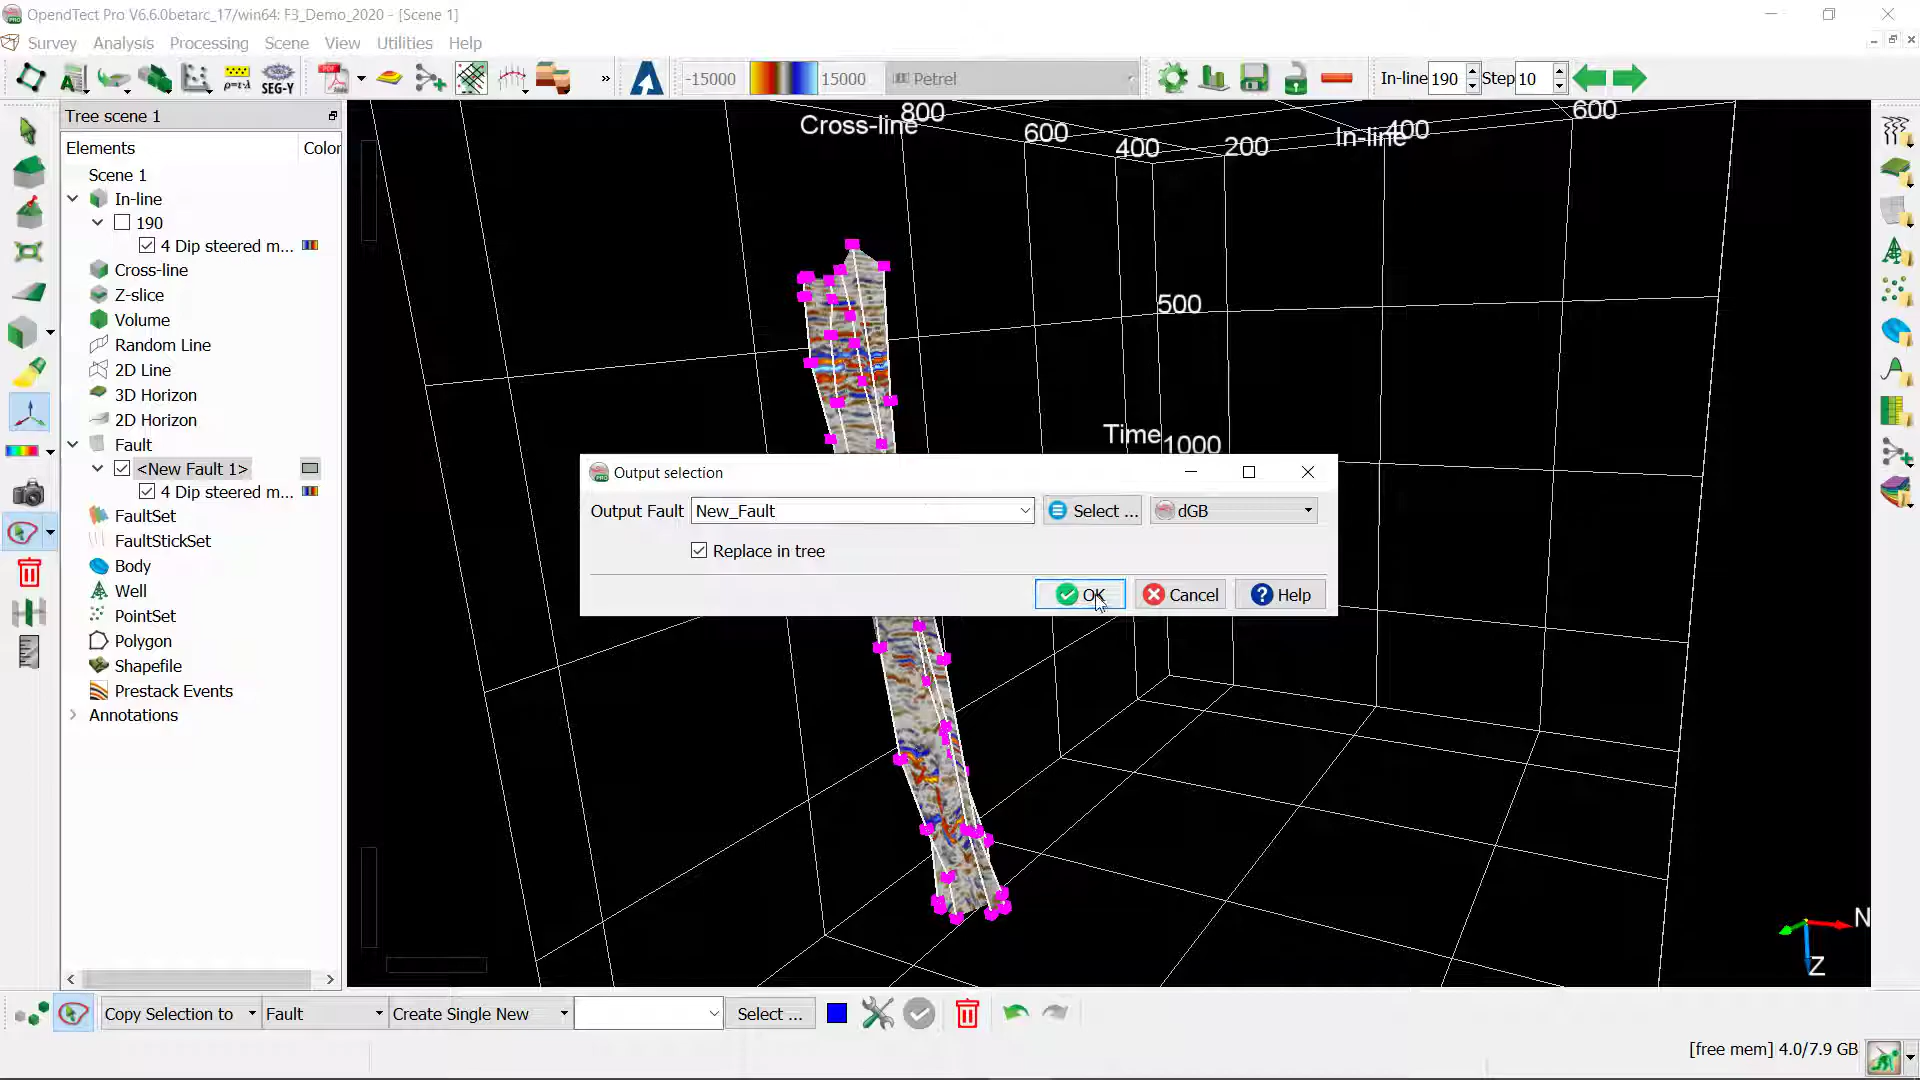 OpendTect Pro V6.6.0betarc_17/win64: F3_Demo_2020 - [Scene 1]
Survey Analysis Processing Scene View Utilities Help
PDF ρ=τ·λ SEG-Y » -15000 15000 Petrel In-line 190 Step 10
Tree scene 1
Elements Color
Scene 1
In-line
190
4 Dip steered m...
Cross-line
Z-slice
Volume
Random Line
2D Line
3D Horizon
2D Horizon
Fault
<New Fault 1>
4 Dip steered m...
FaultSet
FaultStickSet
Body
Well
PointSet
Polygon
Shapefile
Prestack Events
Annotations
Cross-line
800
600
400
200
In-line
400
600
500
Time
1000
N
Z
Output selection
Output Fault New_Fault Select ... dGB
Replace in tree
OK Cancel Help
Copy Selection to Fault Create Single New Select ...
[free mem] 4.0/7.9 GB